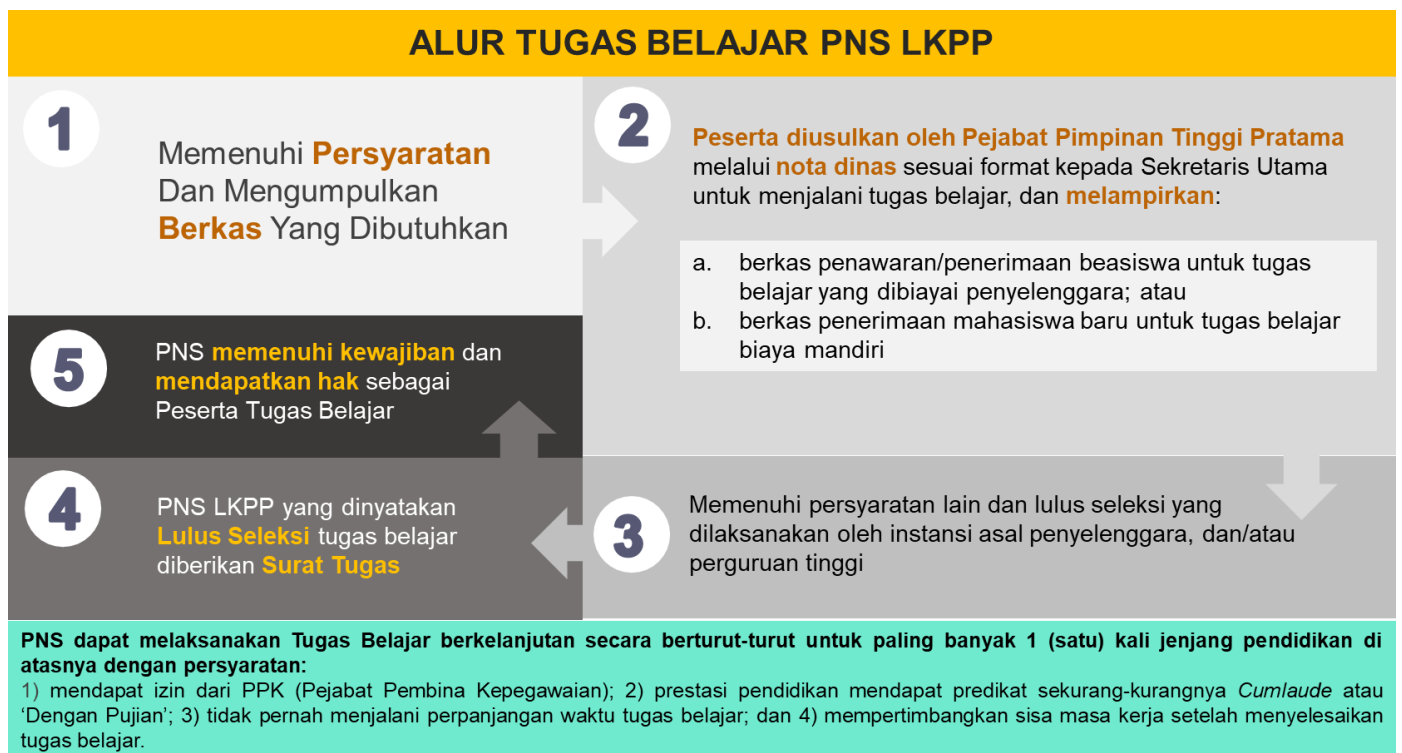 ALUR TUGAS BELAJAR PNS LKPP
1
Memenuhi Persyaratan
Dan Mengumpulkan
Berkas Yang Dibutuhkan
2
Peserta diusulkan oleh Pejabat Pimpinan Tinggi Pratama
melalui nota dinas sesuai format kepada Sekretaris Utama
untuk menjalani tugas belajar, dan melampirkan:
a. berkas penawaran/penerimaan beasiswa untuk tugas
belajar yang dibiayai penyelenggara; atau
b. berkas penerimaan mahasiswa baru untuk tugas belajar
biaya mandiri
3
Memenuhi persyaratan lain dan lulus seleksi yang
dilaksanakan oleh instansi asal penyelenggara, dan/atau
perguruan tinggi
4
PNS LKPP yang dinyatakan
Lulus Seleksi tugas belajar
diberikan Surat Tugas
5
PNS memenuhi kewajiban dan
mendapatkan hak sebagai
Peserta Tugas Belajar
PNS dapat melaksanakan Tugas Belajar berkelanjutan secara berturut-turut untuk paling banyak 1 (satu) kali jenjang pendidikan di
atasnya dengan persyaratan:
1) mendapat izin dari PPK (Pejabat Pembina Kepegawaian); 2) prestasi pendidikan mendapat predikat sekurang-kurangnya Cumlaude atau
‘Dengan Pujian’; 3) tidak pernah menjalani perpanjangan waktu tugas belajar; dan 4) mempertimbangkan sisa masa kerja setelah menyelesaikan
tugas belajar.